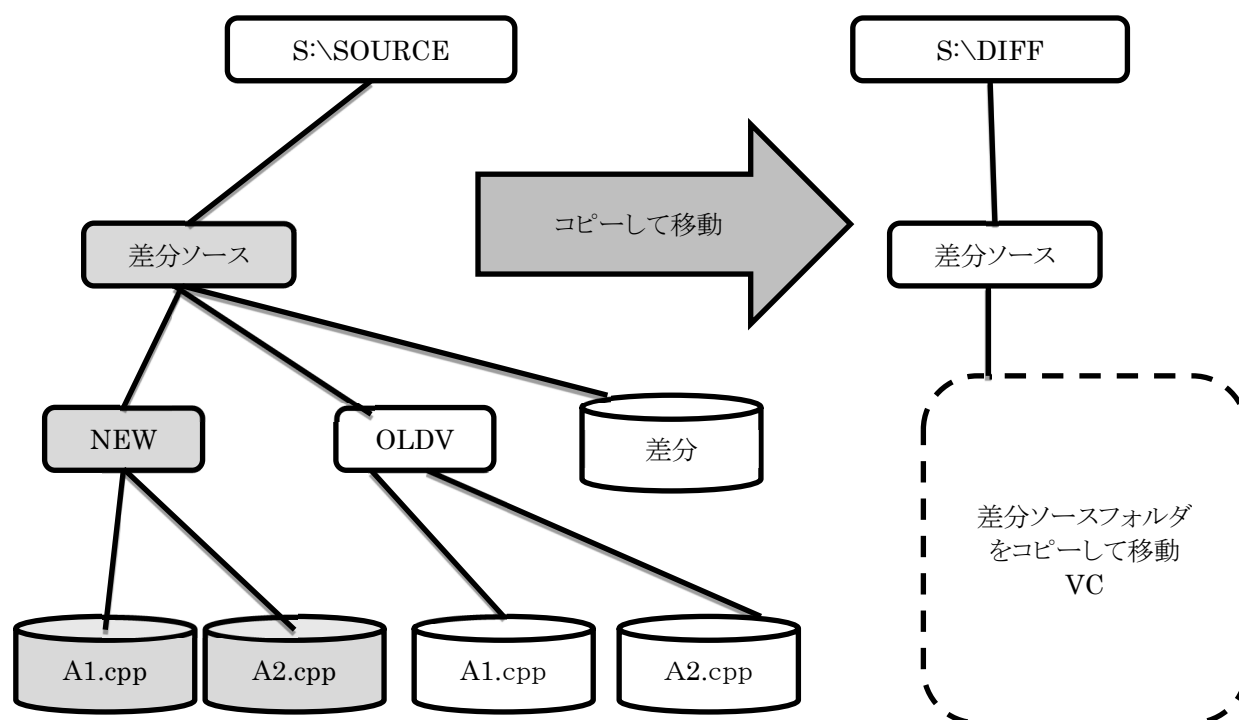 S:\SOURCE
S:\DIFF
コピーして移動
差分ソース
差分ソース
NEW
OLDV
差分
差分ソースフォルダ
をコピーして移動
VC
A1.cpp
A2.cpp
A1.cpp
A2.cpp